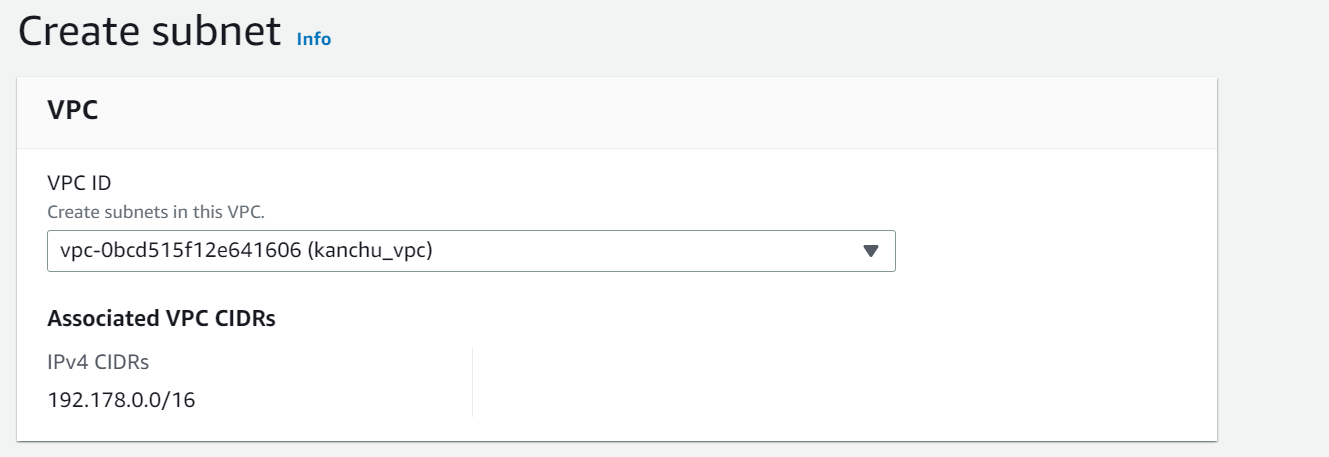 Create subnet Info
VPC
VPC ID
Create subnets in this VPC.
vpc-0bcd515f12e641606 (kanchu_vpc)
Associated VPC CIDRs
IPv4 CIDRs
192.178.0.0/16